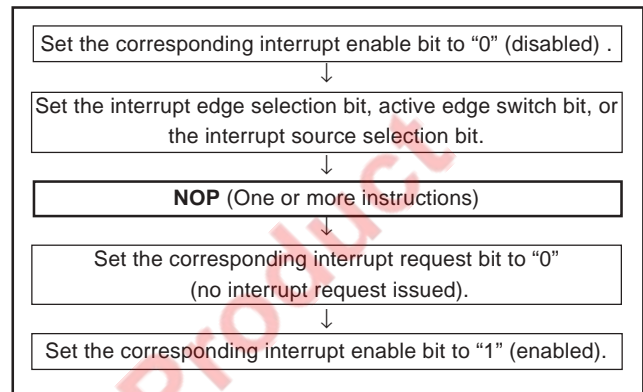 Set the corresponding interrupt enable bit to “0” (disabled) .
↓
Set the interrupt edge selection bit, active edge switch bit, or
the interrupt source selection bit.
↓
NOP (One or more instructions)
↓
Set the corresponding interrupt request bit to “0”
(no interrupt request issued).
↓
Set the corresponding interrupt enable bit to “1” (enabled).
Product